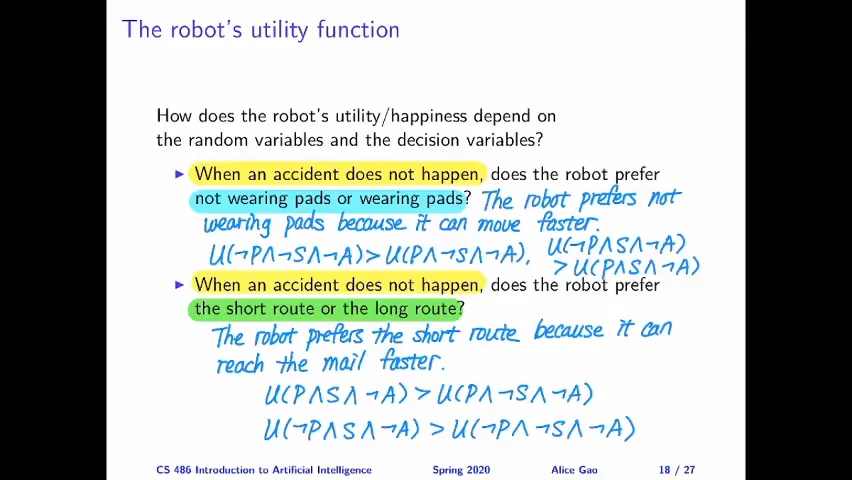 The robot's utility function
How does the robot's utility/happiness depend on
the random variables and the decision variables?
▶ When an accident does not happen, does the robot prefer
not wearing pads or wearing pads? The robot prefers not
wearing pads because it can move faster.
U(¬P∧¬S∧¬A) > U(P∧¬S∧¬A), U(¬P∧S∧¬A)
> U(P∧S∧¬A)
▶ When an accident does not happen, does the robot prefer
the short route or the long route?
The robot prefers the short route because it can
reach the mail faster.
U(P∧S∧¬A) > U(P∧¬S∧¬A)
U(¬P∧S∧¬A) > U(¬P∧¬S∧¬A)
CS 486 Introduction to Artificial Intelligence Spring 2020 Alice Gao 18 / 27